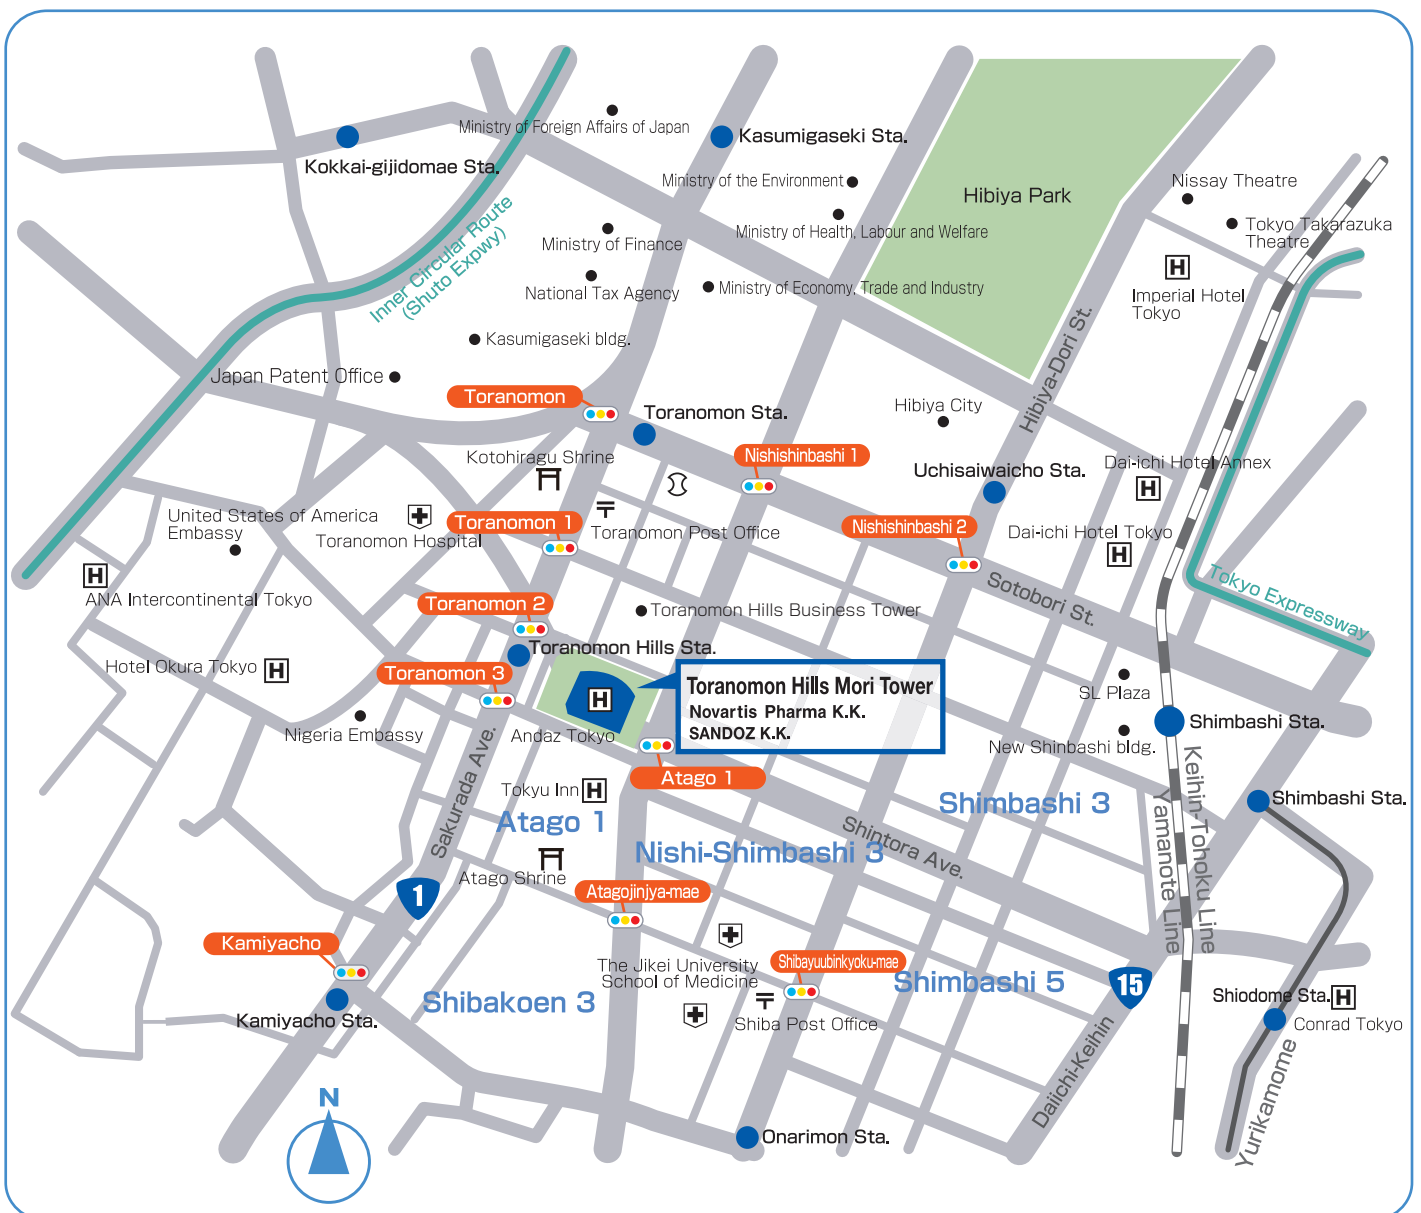 Ministry of Foreign Affairs of Japan
Kasumigaseki Sta.
Kokkai-gijidomae Sta.
Ministry of the Environment
Hibiya Park
Nissay Theatre
Inner Circular Route
(Shuto Expwy)
Ministry of Finance
Ministry of Health, Labour and Welfare
Tokyo Takarazuka
Theatre
H
Imperial Hotel
Tokyo
National Tax Agency
Ministry of Economy, Trade and Industry
Kasumigaseki bldg.
Hibiya-Dori St.
Japan Patent Office
Toranomon
Toranomon Sta.
Hibiya City
Kotohiragu Shrine
Nishishinbashi 1
Uchisaiwaicho Sta.
Dai-ichi Hotel Annex
H
United States of America
Embassy
Toranomon Hospital
Toranomon 1
〒
Toranomon Post Office
Nishishinbashi 2
Dai-ichi Hotel Tokyo
H
H
ANA Intercontinental Tokyo
Toranomon 2
Toranomon Hills Business Tower
Sotobori St.
Tokyo Expressway
Hotel Okura Tokyo
H
Toranomon Hills Sta.
Toranomon 3
H
Andaz Tokyo
Toranomon Hills Mori Tower
Novartis Pharma K.K.
SANDOZ K.K.
SL Plaza
Nigeria Embassy
New Shinbashi bldg.
Shimbashi Sta.
Sakurada Ave.
Atago 1
Tokyu Inn
H
Atago 1
Shimbashi 3
Shimbashi Sta.
Keihin-Tohoku Line
Yamanote Line
Nishi-Shimbashi 3
Shintora Ave.
Atago Shrine
1
Atagojinjya-mae
Kamiyacho
The Jikei University
School of Medicine
Shibayuubinkyoku-mae
Shimbashi 5
15
Shibakoen 3
〒
Shiba Post Office
Kamiyacho Sta.
Shiodome Sta.
H
Conrad Tokyo
Daiichi-Keihin
Yurikamome
N
Onarimon Sta.